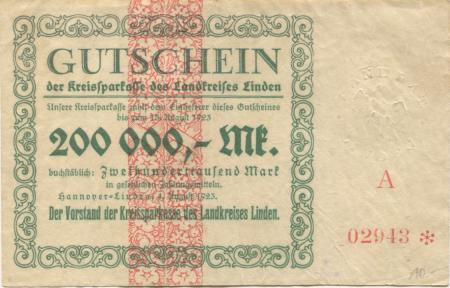 GUTSCHEIN
der Kreissparkasse des Landkreises Linden
Unsere Kreissparkasse zahlt dem Einlieferer dieses Gutscheines
bis zum 15. August 1923
200 000,- Mk.
buchstäblich: Zweihunderttausend Mark
in gesetzlichen Zahlungsmitteln.
Hannover-Linden, August 1923.
Der Vorstand der Kreissparkasse des Landkreises Linden.
A
02943 *